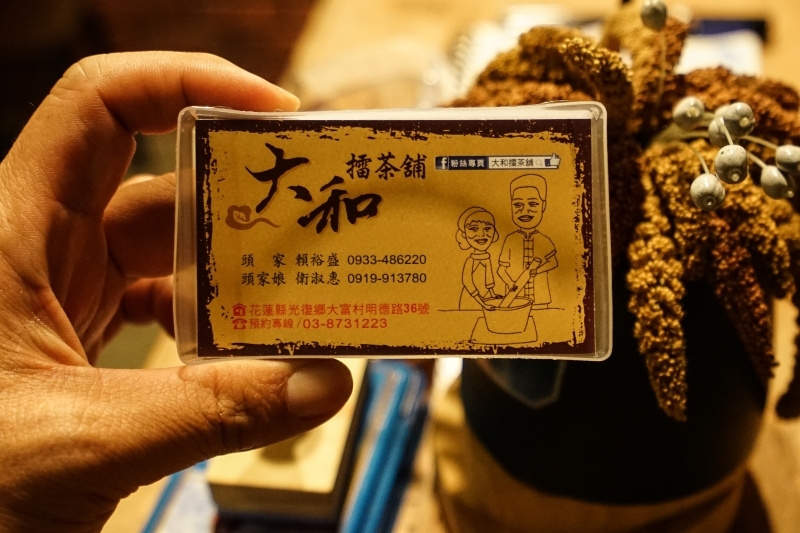 大和 擂茶舖
f 粉絲專頁 大和擂茶舖
頭　家 賴裕盛 0933-486220
頭家娘 衛淑惠 0919-913780
花蓮縣光復鄉大富村明德路36號
預約專線/03-8731223